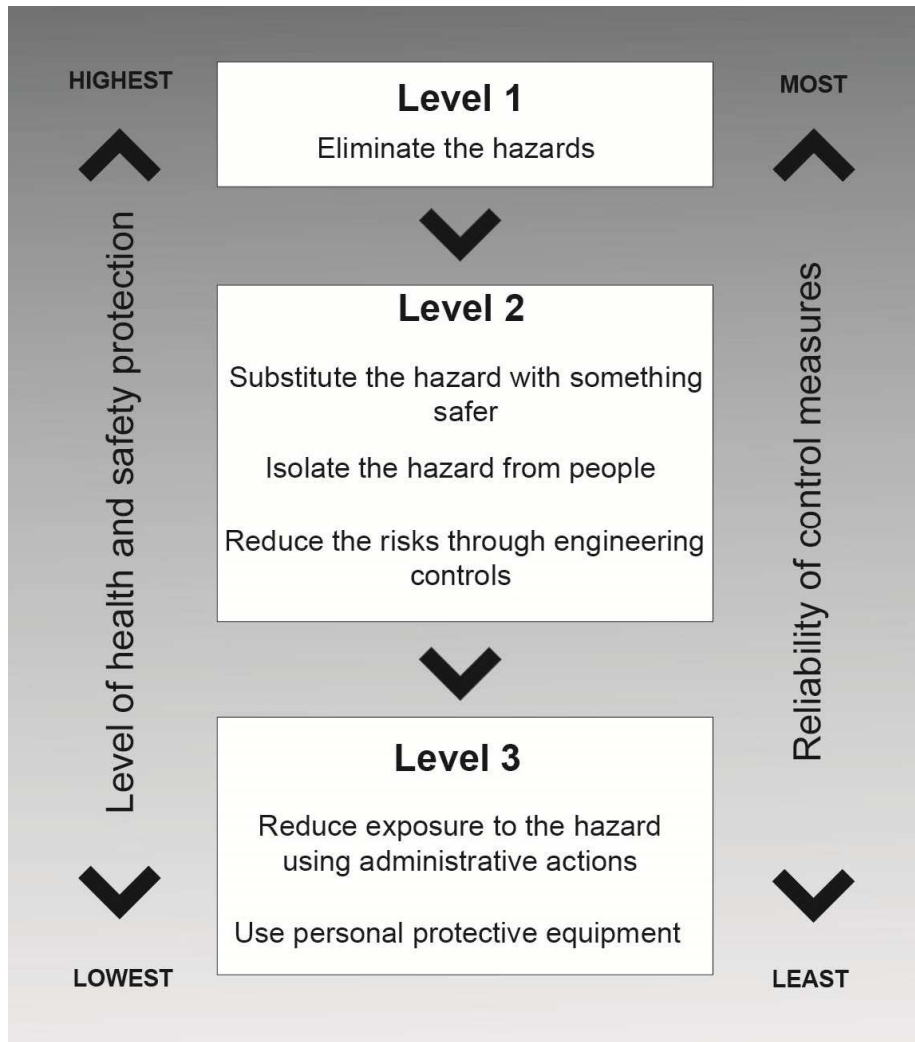 HIGHEST
MOST
Level 1
Eliminate the hazards
Level of health and safety protection
Reliability of control measures
Level 2
Substitute the hazard with something
safer
Isolate the hazard from people
Reduce the risks through engineering
controls
Level 3
Reduce exposure to the hazard
using administrative actions
Use personal protective equipment
LOWEST
LEAST